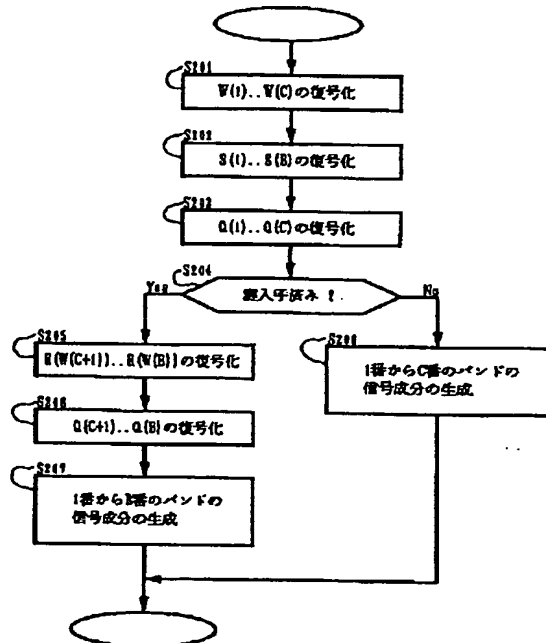 S201
W(1)..W(C)の復号化
S202
S(1)..S(B)の復号化
S203
Q(1)..Q(C)の復号化
S204
鍵入手済み ?
Yes
No
S205
E(W(C+1))..E(W(B))の復号化
S206
Q(C+1)..Q(B)の復号化
S207
1番からB番のバンドの
信号成分の生成
S208
1番からC番のバンドの
信号成分の生成